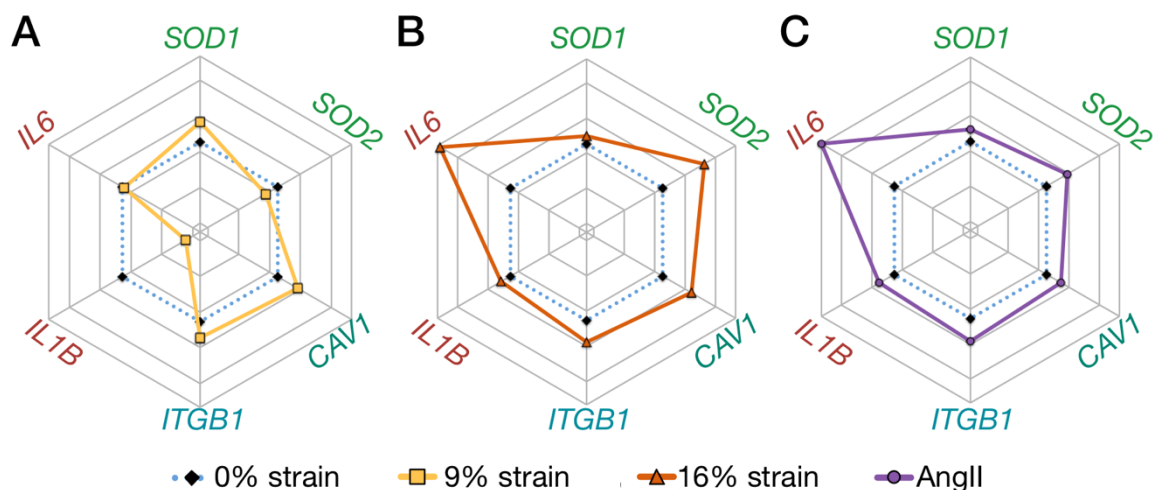 A
SOD1
SOD2
CAV1
ITGB1
IL1B
IL6
B
SOD1
SOD2
CAV1
ITGB1
IL1B
IL6
C
SOD1
SOD2
CAV1
ITGB1
IL1B
IL6
0% strain
9% strain
16% strain
AngII